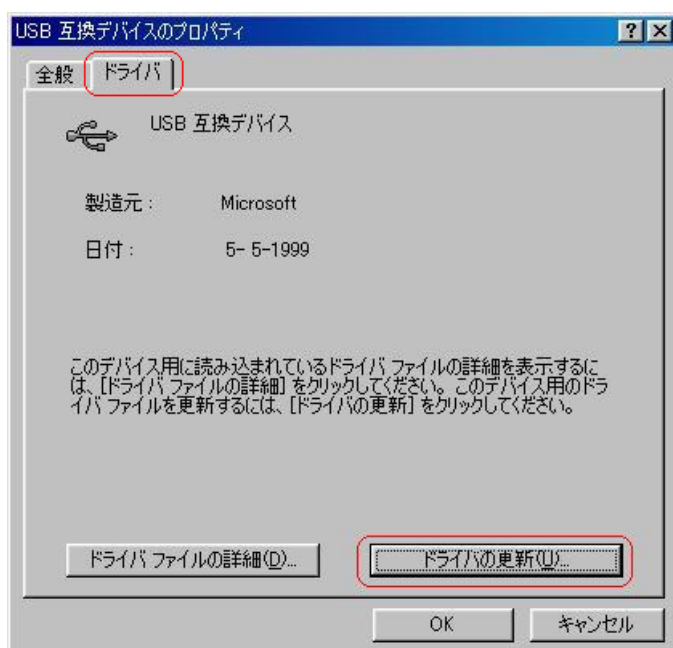 USB 互換デバイスのプロパティ
全般 ドライバ
USB 互換デバイス
製造元： Microsoft
日付： 5- 5-1999
このデバイス用に読み込まれているドライバ ファイルの詳細を表示するに
は、[ドライバ ファイルの詳細] をクリックしてください。このデバイス用のドラ
イバ ファイルを更新するには、[ドライバの更新] をクリックしてください。
ドライバ ファイルの詳細(D)... ドライバの更新(U)...
OK キャンセル